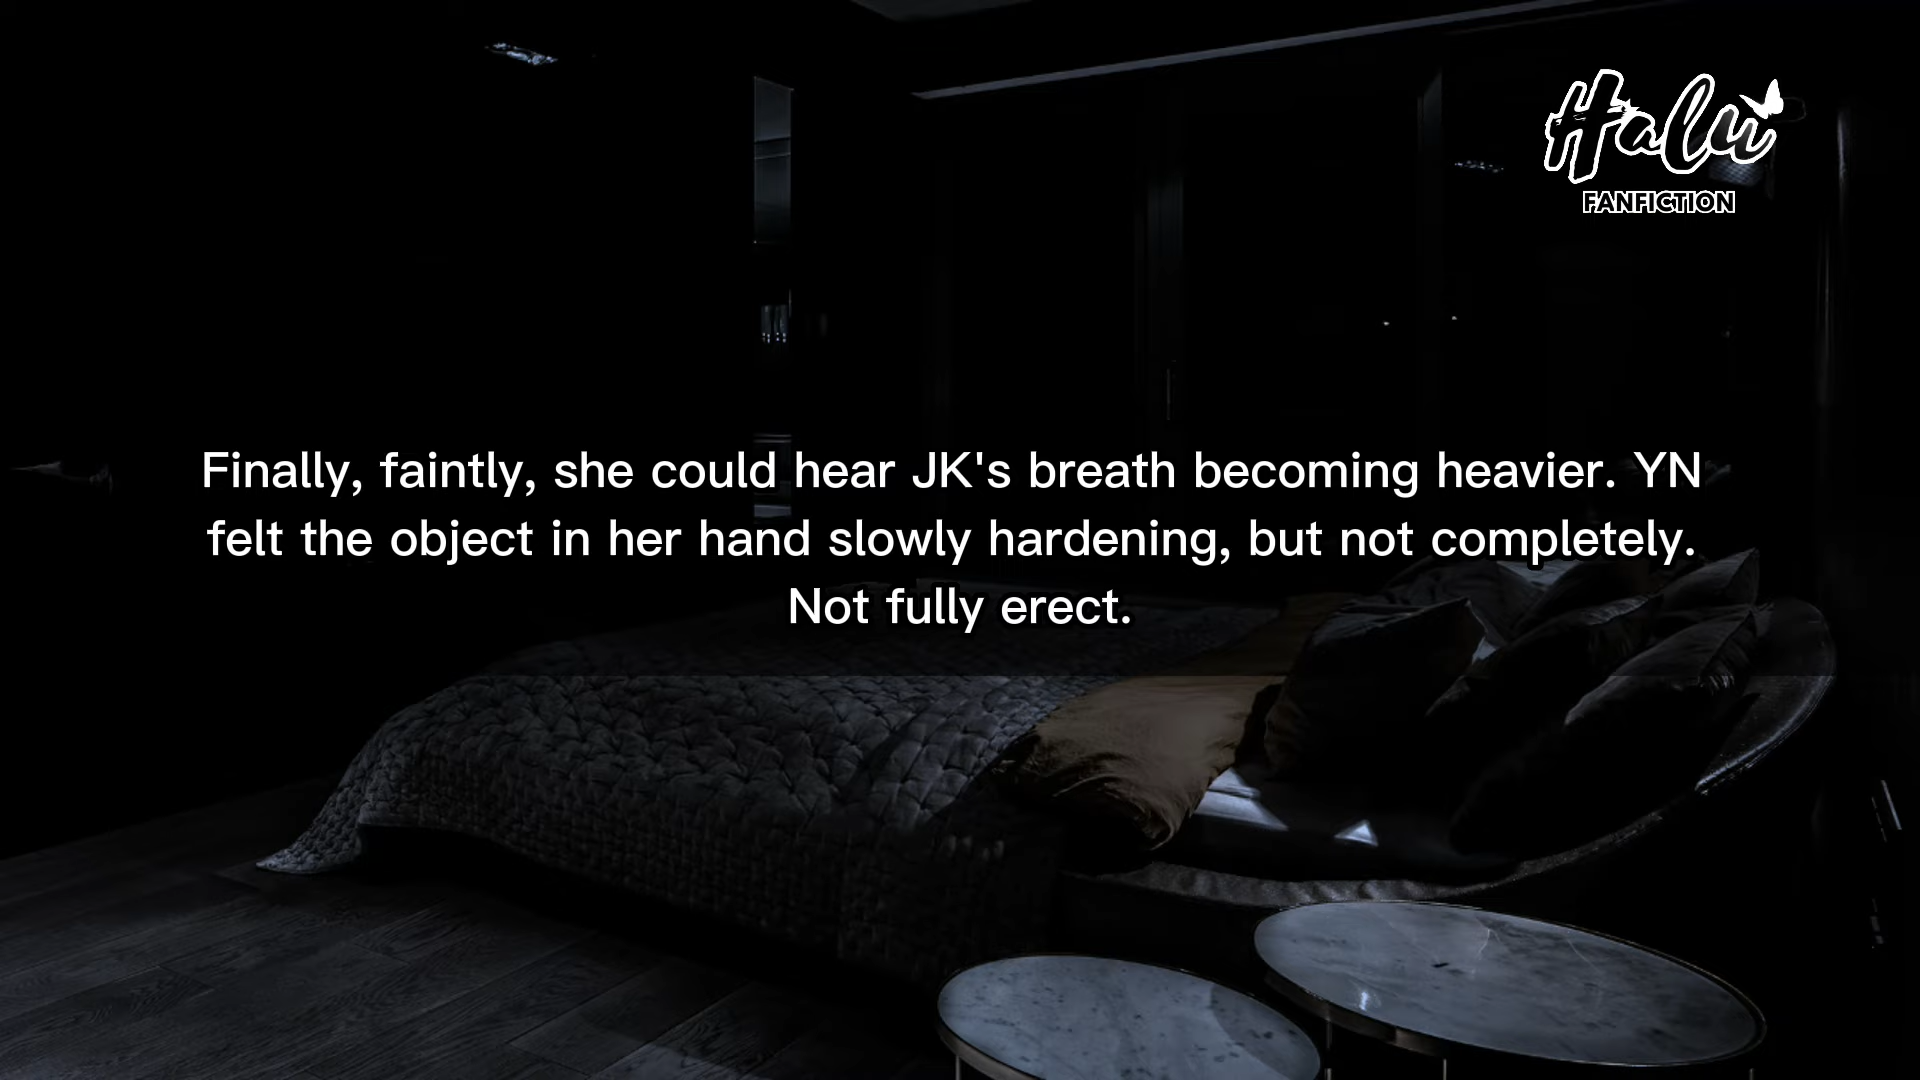 Halu
FANFICTION
Finally, faintly, she could hear JK's breath becoming heavier. YN
felt the object in her hand slowly hardening, but not completely.
Not fully erect.